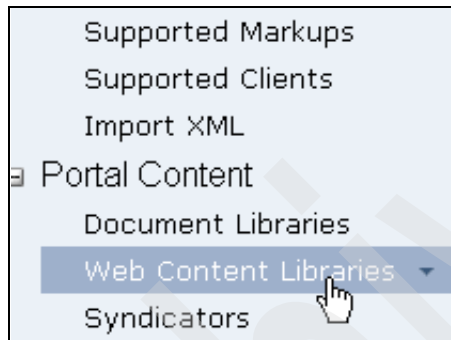 Supported Markups
Supported Clients
Import XML
Portal Content
Document Libraries
Web Content Libraries
Syndicators